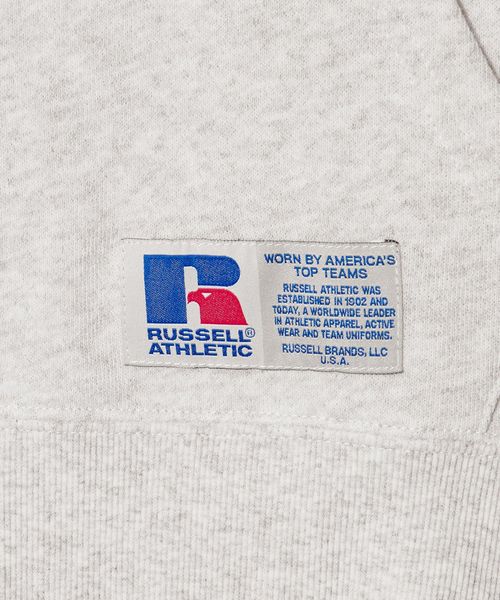 RUSSELL®
ATHLETIC
WORN BY AMERICA'S
TOP TEAMS
RUSSELL ATHLETIC WAS
ESTABLISHED IN 1902 AND
TODAY, A WORLDWIDE LEADER
IN ATHLETIC APPAREL, ACTIVE
WEAR AND TEAM UNIFORMS.
RUSSELL BRANDS, LLC
U.S.A.